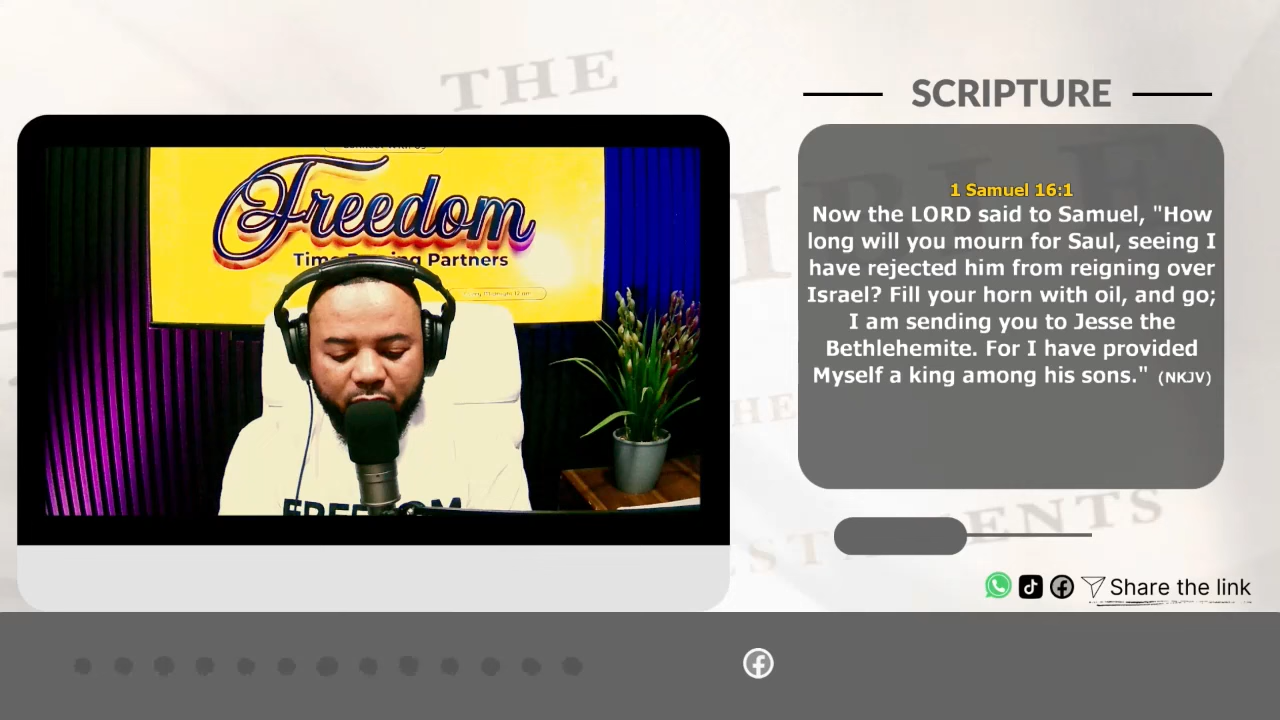 THE
SCRIPTURE
Freedom
Partners
FREEDOM
1 Samuel 16:1
Now the LORD said to Samuel, "How
long will you mourn for Saul, seeing I
have rejected him from reigning over
Israel? Fill your horn with oil, and go;
I am sending you to Jesse the
Bethlehemite. For I have provided
Myself a king among his sons." (NKJV)
Share the link